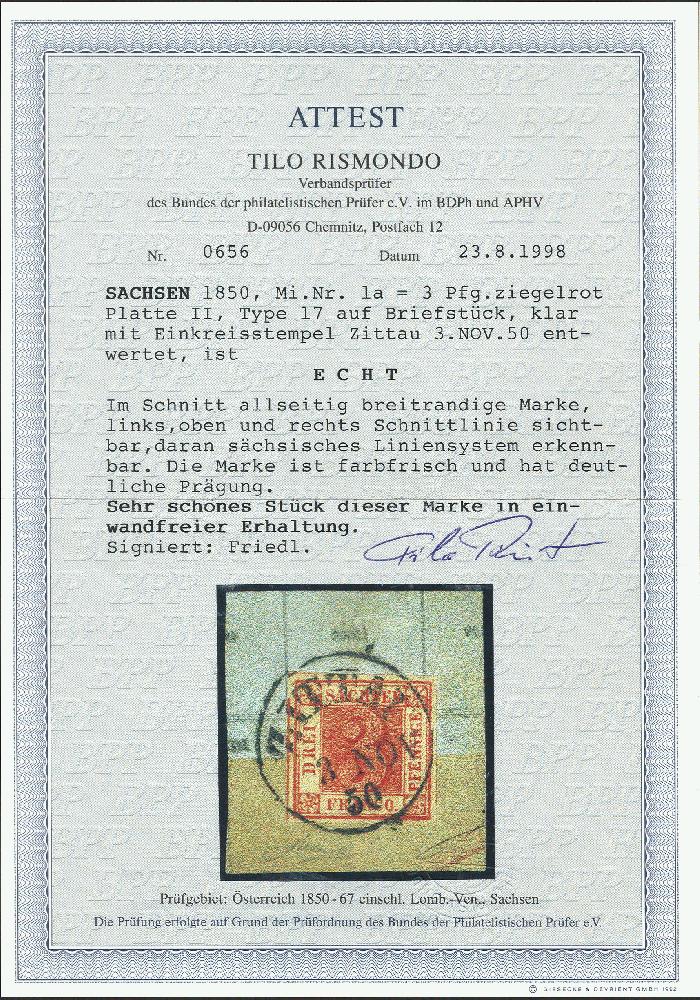 ATTEST
TILO RISMONDO
Verbandsprüfer
des Bundes der philatelistischen Prüfer e.V. im BDPh und APHV
D-09056 Chemnitz, Postfach 12
Nr. 0656 Datum 23.8.1998
SACHSEN 1850, Mi.Nr. 1a = 3 Pfg.ziegelrot
Platte II, Type 17 auf Briefstück, klar
mit Einkreisstempel Zittau 3.NOV.50 ent-
wertet, ist
E C H T
Im Schnitt allseitig breitrandige Marke,
links,oben und rechts Schnittlinie sicht-
bar,daran sächsisches Liniensystem erkenn-
bar. Die Marke ist farbfrisch und hat deut-
liche Prägung.
Sehr schönes Stück dieser Marke in ein-
wandfreier Erhaltung.
Signiert: Friedl.
ZITTAU
SACHSEN
DREI
PFENNIGE
3 NOV
50
Prüfgebiet: Österreich 1850-67 einschl. Lomb.-Ven., Sachsen
Die Prüfung erfolgte auf Grund der Prüfordnung des Bundes der Philatelistischen Prüfer e.V.
© GIESECKE & DEVRIENT GMBH 1992